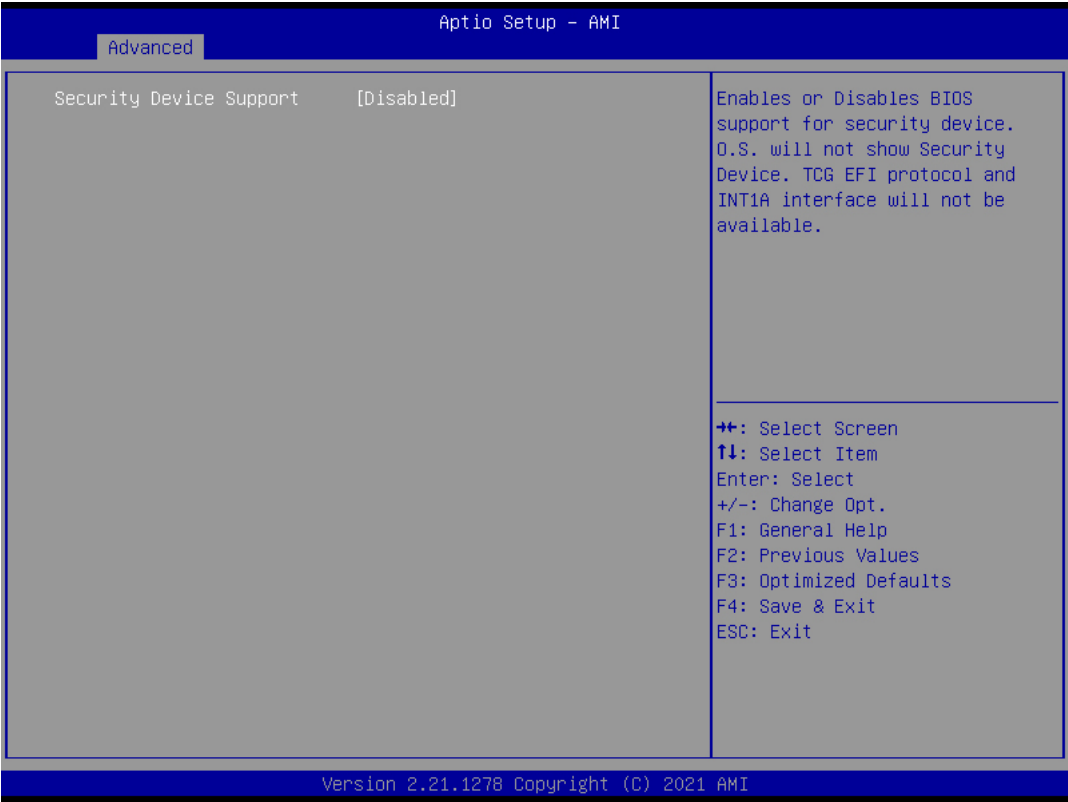 Aptio Setup – AMI
Advanced
Security Device Support [Disabled]
Enables or Disables BIOS
support for security device.
O.S. will not show Security
Device. TCG EFI protocol and
INT1A interface will not be
available.
→←: Select Screen
↑↓: Select Item
Enter: Select
+/-: Change Opt.
F1: General Help
F2: Previous Values
F3: Optimized Defaults
F4: Save & Exit
ESC: Exit
Version 2.21.1278 Copyright (C) 2021 AMI